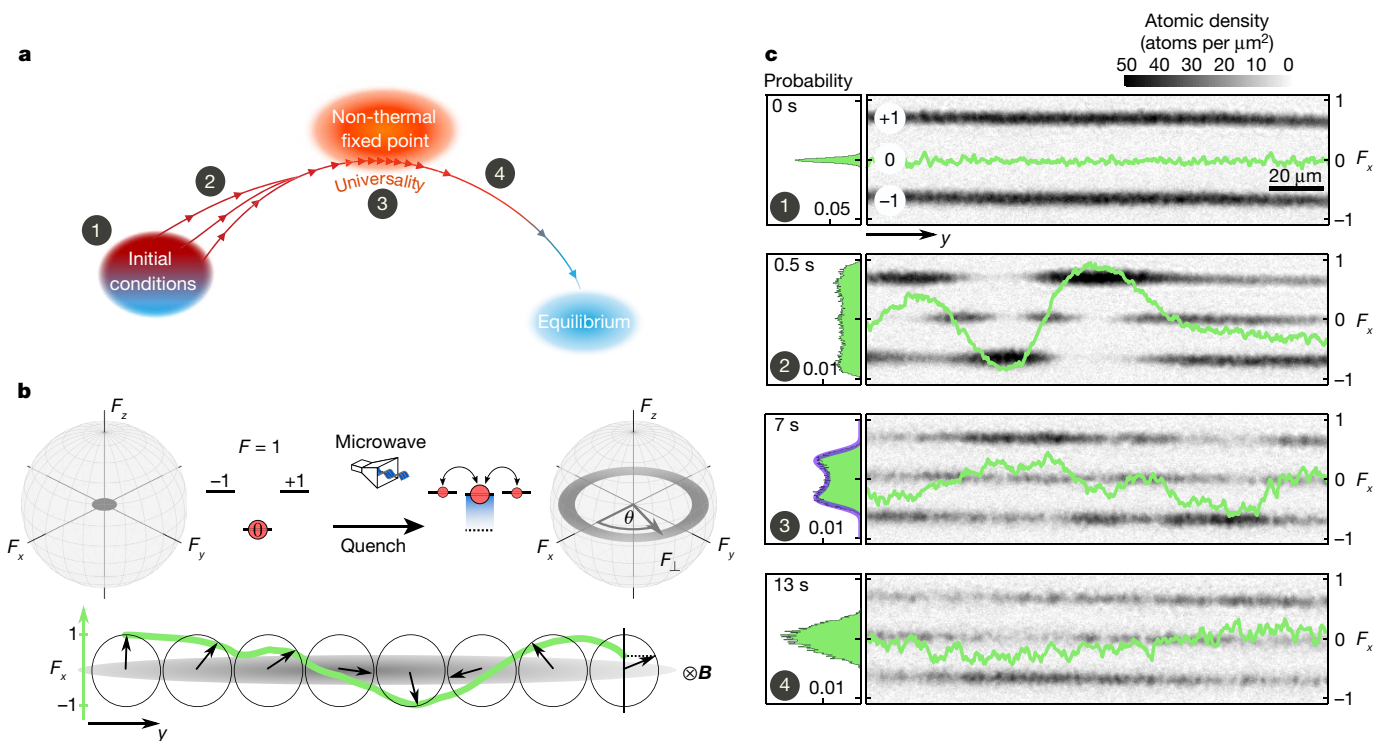 a
Non-thermal
fixed point
Universality
1
2
3
4
Initial
conditions
Equilibrium
b
F_z
F_x
F_y
F = 1
−1
+1
0
Microwave
Quench
F_z
θ
F_x
F_y
F_⊥
1
F_x
−1
y
⊗B
c
Atomic density
(atoms per μm²)
50 40 30 20 10 0
Probability
0 s
1
0.05
+1
0
−1
1
0 F_x
−1
20 μm
y
0.5 s
2
0.01
1
0 F_x
−1
7 s
3
0.01
1
0 F_x
−1
13 s
4
0.01
1
0 F_x
−1